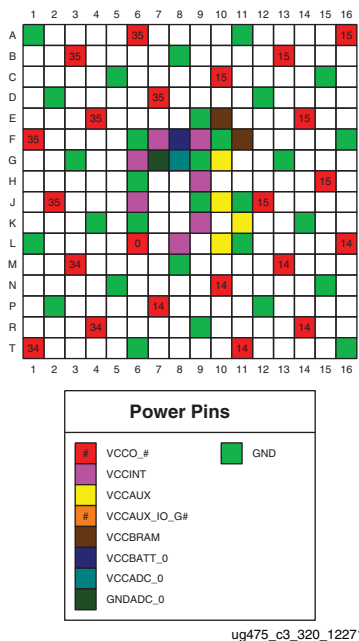 1 2 3 4 5 6 7 8 9 10 11 12 13 14 15 16
A 35 15
B 35 15
C 15
D 35
E 35 15
F 35
G
H 15
J 35 15
K
L 0 14
M 34 14
N 14
P 14
R 34 14
T 34 14
1 2 3 4 5 6 7 8 9 10 11 12 13 14 15 16
Power Pins
# VCCO_# GND
VCCINT
VCCAUX
# VCCAUX_IO_G#
VCCBRAM
VCCBATT_0
VCCADC_0
GNDADC_0
ug475_c3_320_1227